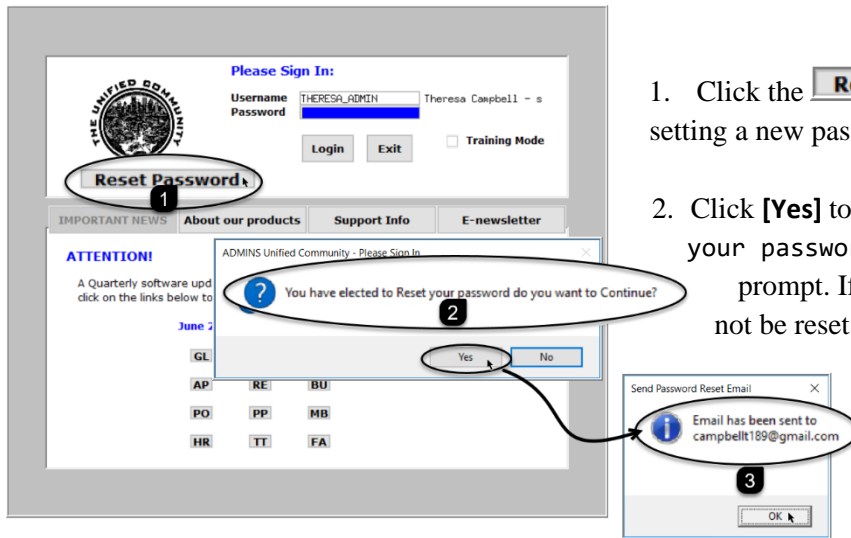 THE UNIFIED COMMUNITY
Please Sign In:
Username THERESA_ADMIN Theresa Campbell - s
Password
Login Exit Training Mode
Reset Password
1
IMPORTANT NEWS About our products Support Info E-newsletter
ATTENTION!
A Quarterly software upd
click on the links below to
June 2
GL
AP RE BU
PO PP MB
HR TT FA
ADMINS Unified Community - Please Sign In
You have elected to Reset your password do you want to Continue?
2
Yes No
1. Click the Re
setting a new pas
2. Click [Yes] to
your passwo
prompt. If
not be reset
Send Password Reset Email
Email has been sent to
campbellt189@gmail.com
3
OK